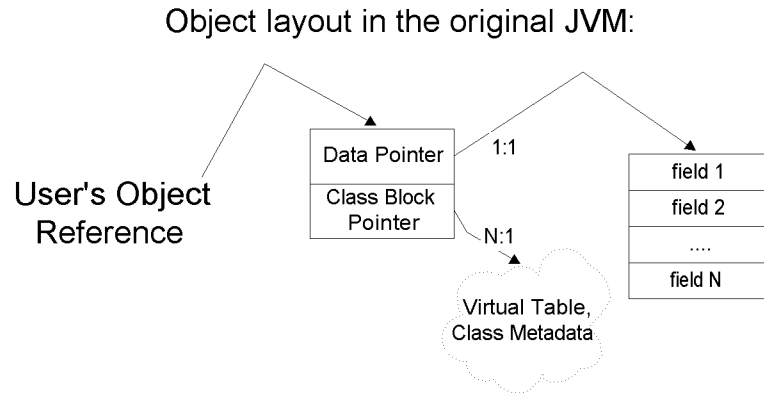 Object layout in the original JVM:
User's Object
Reference
Data Pointer
Class Block
Pointer
1:1
N:1
Virtual Table,
Class Metadata
field 1
field 2
....
field N